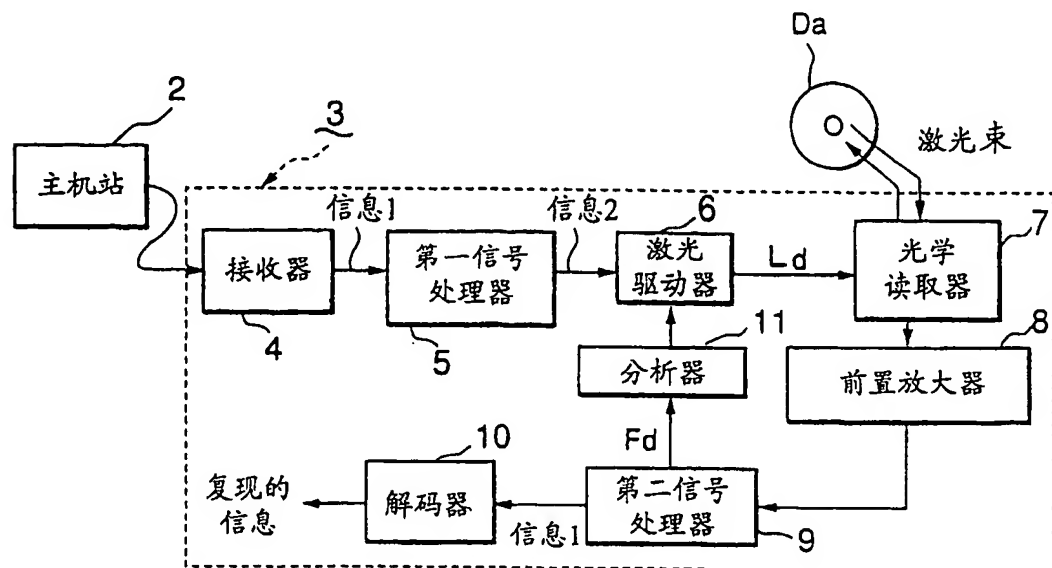 Da
2
3
激光束
主机站
信息1
信息2
6
7
接收器
第一信号
处理器
激光
驱动器
Ld
光学
读取器
4
5
11
8
分析器
前置放大器
10
Fd
复现的
信息
解码器
信息1
第二信号
处理器
9